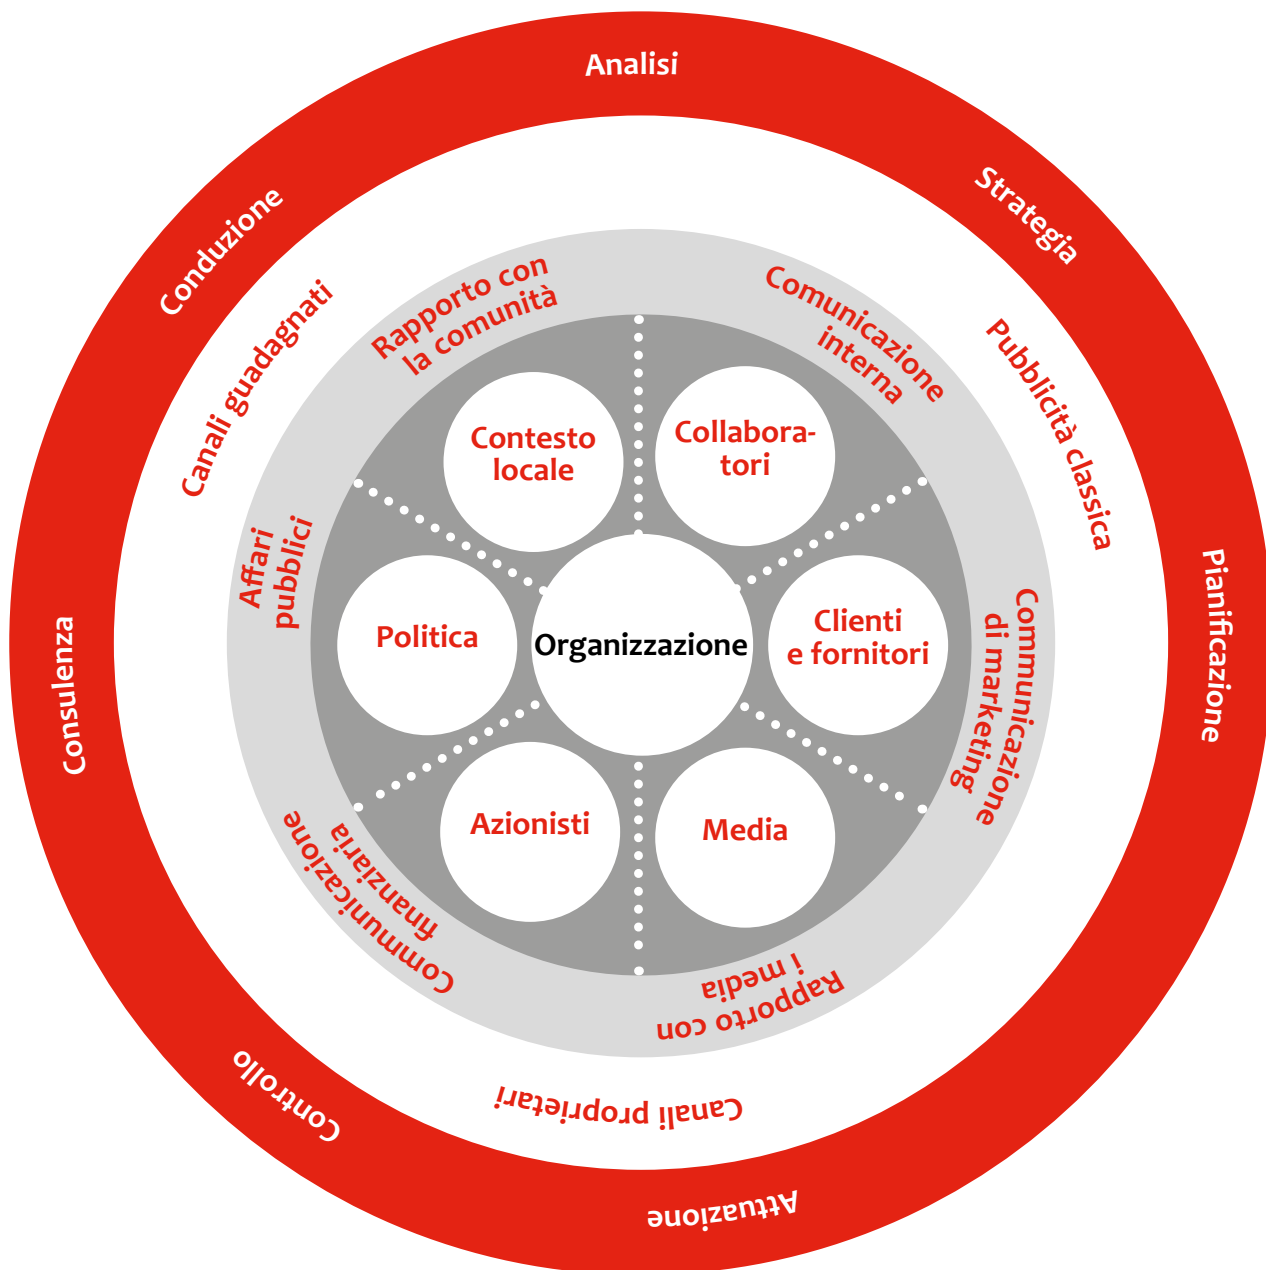 Analisi
Strategia
Pianificazione
Attuazione
Controllo
Consulenza
Conduzione
Canali guadagnati
Pubblicità classica
Canali proprietari
Rapporto con
la comunità
Comunicazione
interna
Communicazione
di marketing
Rapporto con
i media
Communicazione
finanziaria
Affari
pubblici
Contesto
locale
Collabora-
tori
Clienti
e fornitori
Media
Azionisti
Politica
Organizzazione